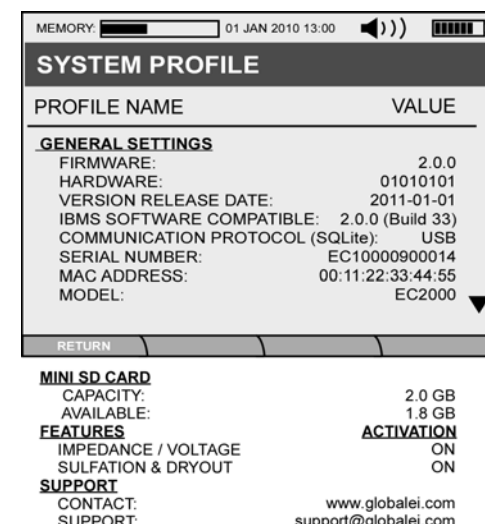 MEMORY: 01 JAN 2010 13:00
SYSTEM PROFILE
PROFILE NAME VALUE
GENERAL SETTINGS
FIRMWARE: 2.0.0
HARDWARE: 01010101
VERSION RELEASE DATE: 2011-01-01
IBMS SOFTWARE COMPATIBLE: 2.0.0 (Build 33)
COMMUNICATION PROTOCOL (SQLite): USB
SERIAL NUMBER: EC10000900014
MAC ADDRESS: 00:11:22:33:44:55
MODEL: EC2000
RETURN
MINI SD CARD
CAPACITY: 2.0 GB
AVAILABLE: 1.8 GB
FEATURES ACTIVATION
IMPEDANCE / VOLTAGE ON
SULFATION & DRYOUT ON
SUPPORT
CONTACT: www.globalei.com
SUPPORT: support@globalei.com